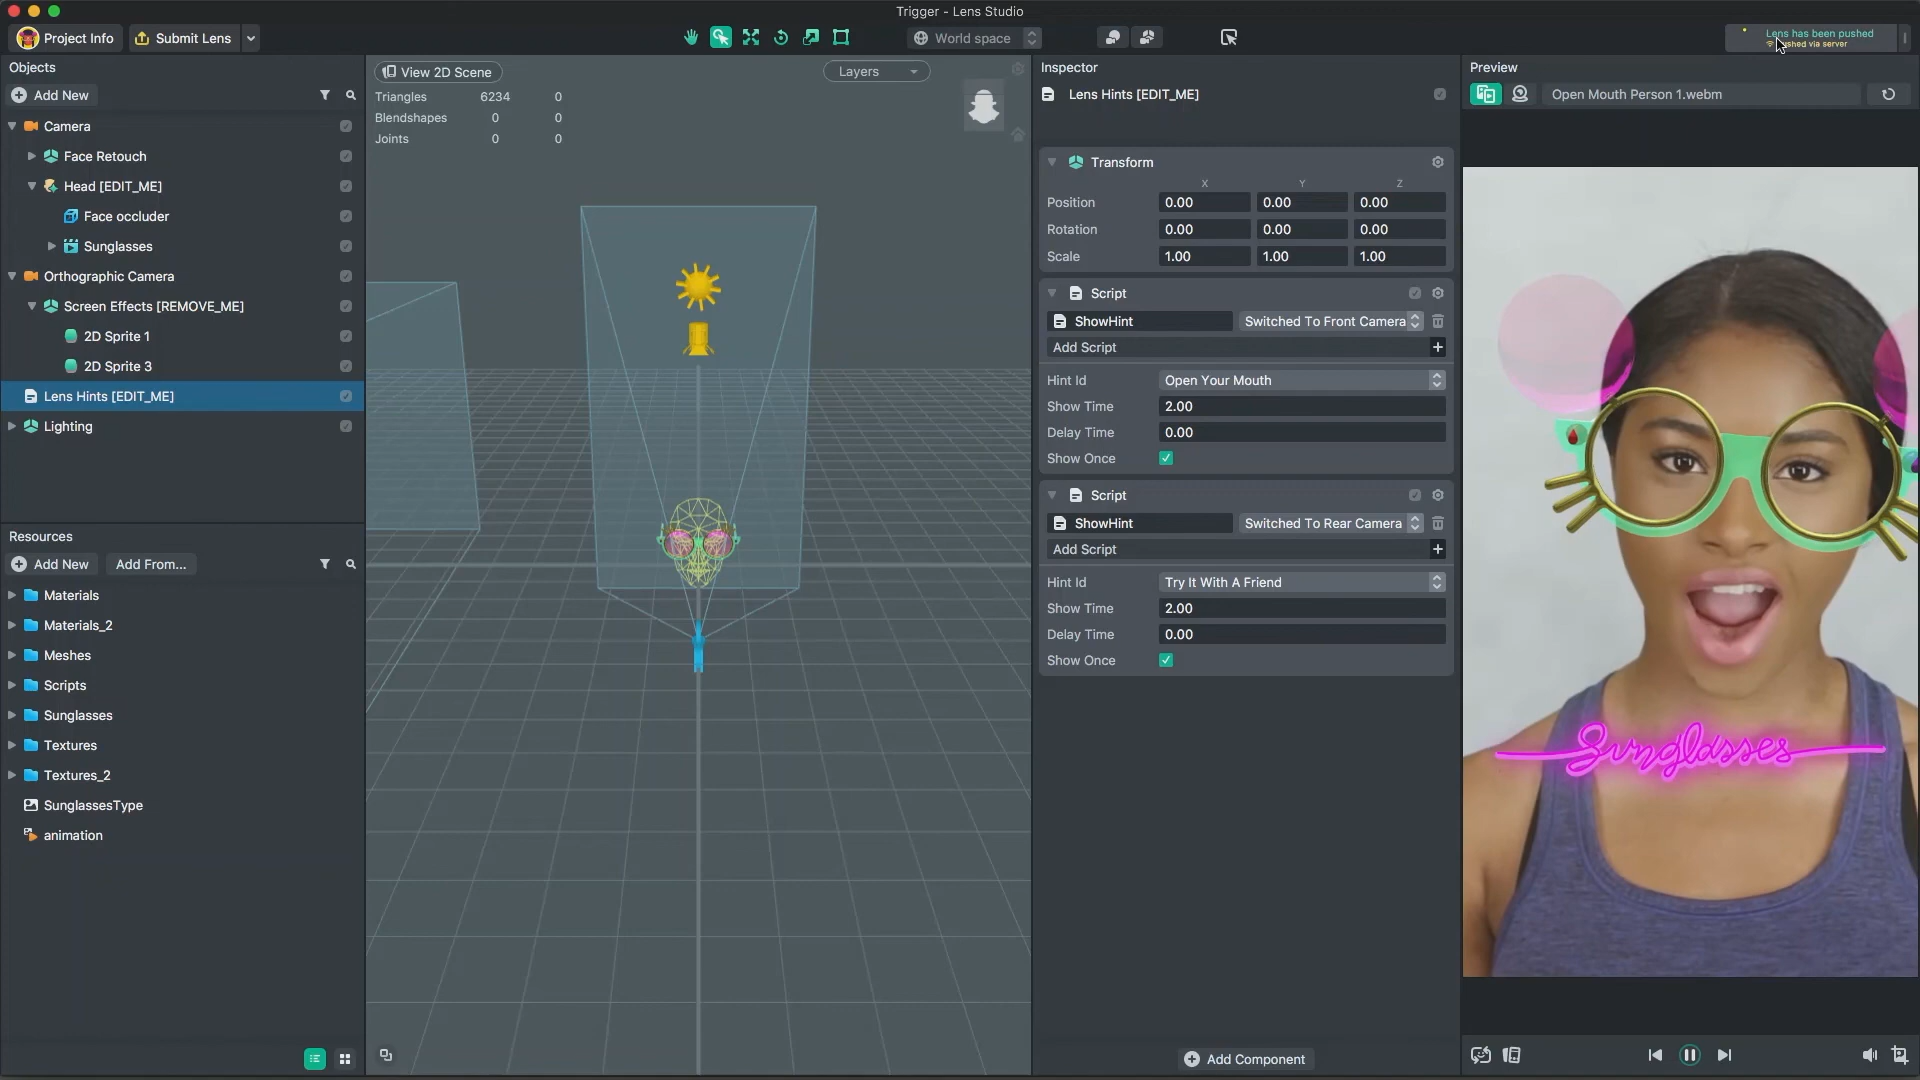 Trigger - Lens Studio
Project Info
Submit Lens
World space
Lens has been pushed
Pushed via server
Objects
Add New
Camera
Face Retouch
Head [EDIT_ME]
Face occluder
Sunglasses
Orthographic Camera
Screen Effects [REMOVE_ME]
2D Sprite 1
2D Sprite 3
Lens Hints [EDIT_ME]
Lighting
Resources
Add New
Add From...
Materials
Materials_2
Meshes
Scripts
Sunglasses
Textures
Textures_2
SunglassesType
animation
View 2D Scene
Layers
Triangles 6234 0
Blendshapes 0 0
Joints 0 0
Inspector
Lens Hints [EDIT_ME]
Transform
X Y Z
Position 0.00 0.00 0.00
Rotation 0.00 0.00 0.00
Scale 1.00 1.00 1.00
Script
ShowHint Switched To Front Camera
Add Script
Hint Id Open Your Mouth
Show Time 2.00
Delay Time 0.00
Show Once
Script
ShowHint Switched To Rear Camera
Add Script
Hint Id Try It With A Friend
Show Time 2.00
Delay Time 0.00
Show Once
Add Component
Preview
Open Mouth Person 1.webm
Sunglasses